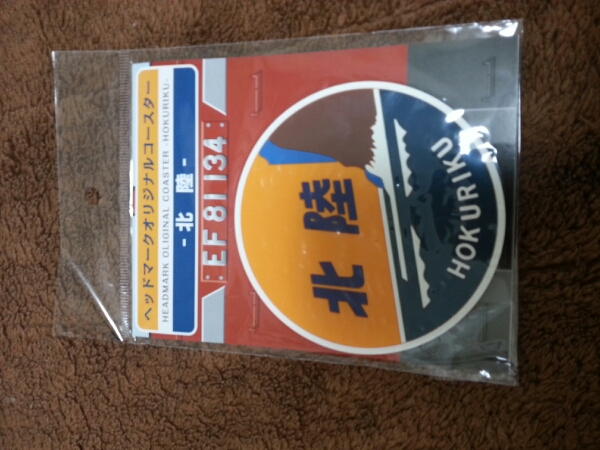 ヘッドマークオリジナルコースター
HEADMARK OLIGINAL COASTER -HOKURIKU-
- 北 陸 -
EF81 134
北 陸
HOKURIKU